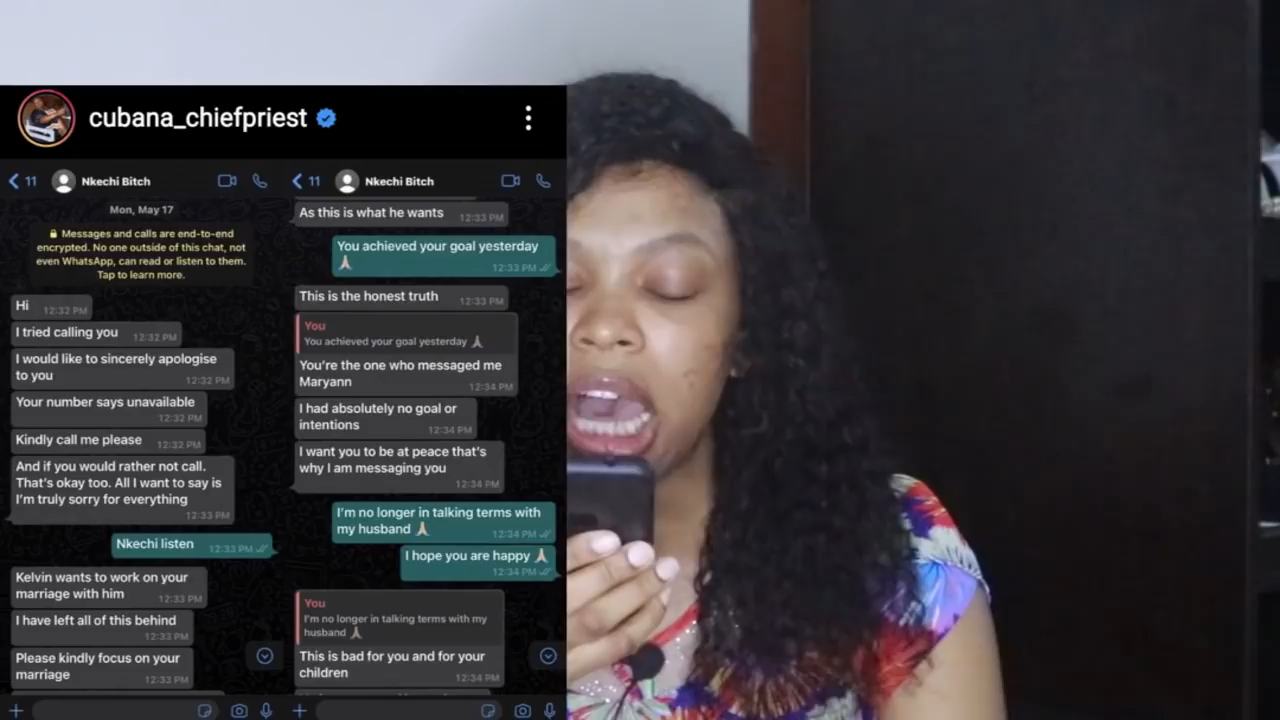 cubana_chiefpriest
11
Nkechi Bitch
Mon, May 17
Messages and calls are end-to-end
encrypted. No one outside of this chat, not
even WhatsApp, can read or listen to them.
Tap to learn more.
Hi
12:32 PM
I tried calling you
12:32 PM
I would like to sincerely apologise
to you
12:32 PM
Your number says unavailable
12:32 PM
Kindly call me please
12:32 PM
And if you would rather not call.
That's okay too. All I want to say is
I'm truly sorry for everything
12:33 PM
Nkechi listen
12:33 PM
Kelvin wants to work on your
marriage with him
12:33 PM
I have left all of this behind
12:33 PM
Please kindly focus on your
marriage
12:33 PM
11
Nkechi Bitch
As this is what he wants
12:33 PM
You achieved your goal yesterday
🙏🏽
12:33 PM
This is the honest truth
12:33 PM
You
You achieved your goal yesterday 🙏🏽
You're the one who messaged me
Maryann
12:34 PM
I had absolutely no goal or
intentions
12:34 PM
I want you to be at peace that's
why I am messaging you
12:34 PM
I'm no longer in talking terms with
my husband 🙏🏽
12:34 PM
I hope you are happy 🙏🏽
12:34 PM
You
I'm no longer in talking terms with my
husband 🙏🏽
This is bad for you and for your
children
12:34 PM